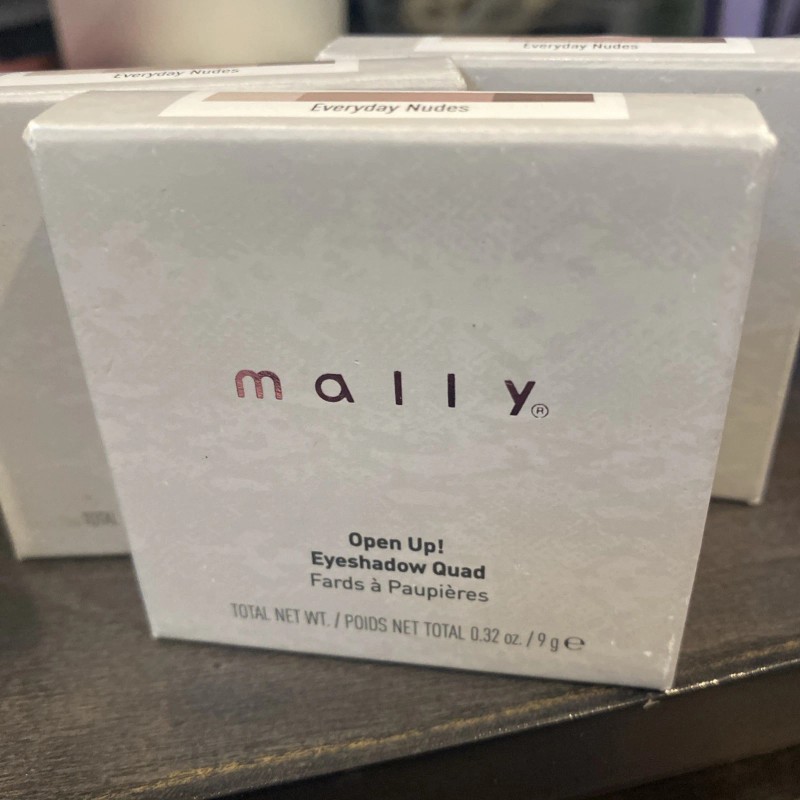 Everyday Nudes
Everyday Nudes
Everyday Nudes
mally®
Open Up!
Eyeshadow Quad
Fards à Paupières
TOTAL NET WT. / POIDS NET TOTAL 0.32 oz. / 9 g ℮
TOTAL